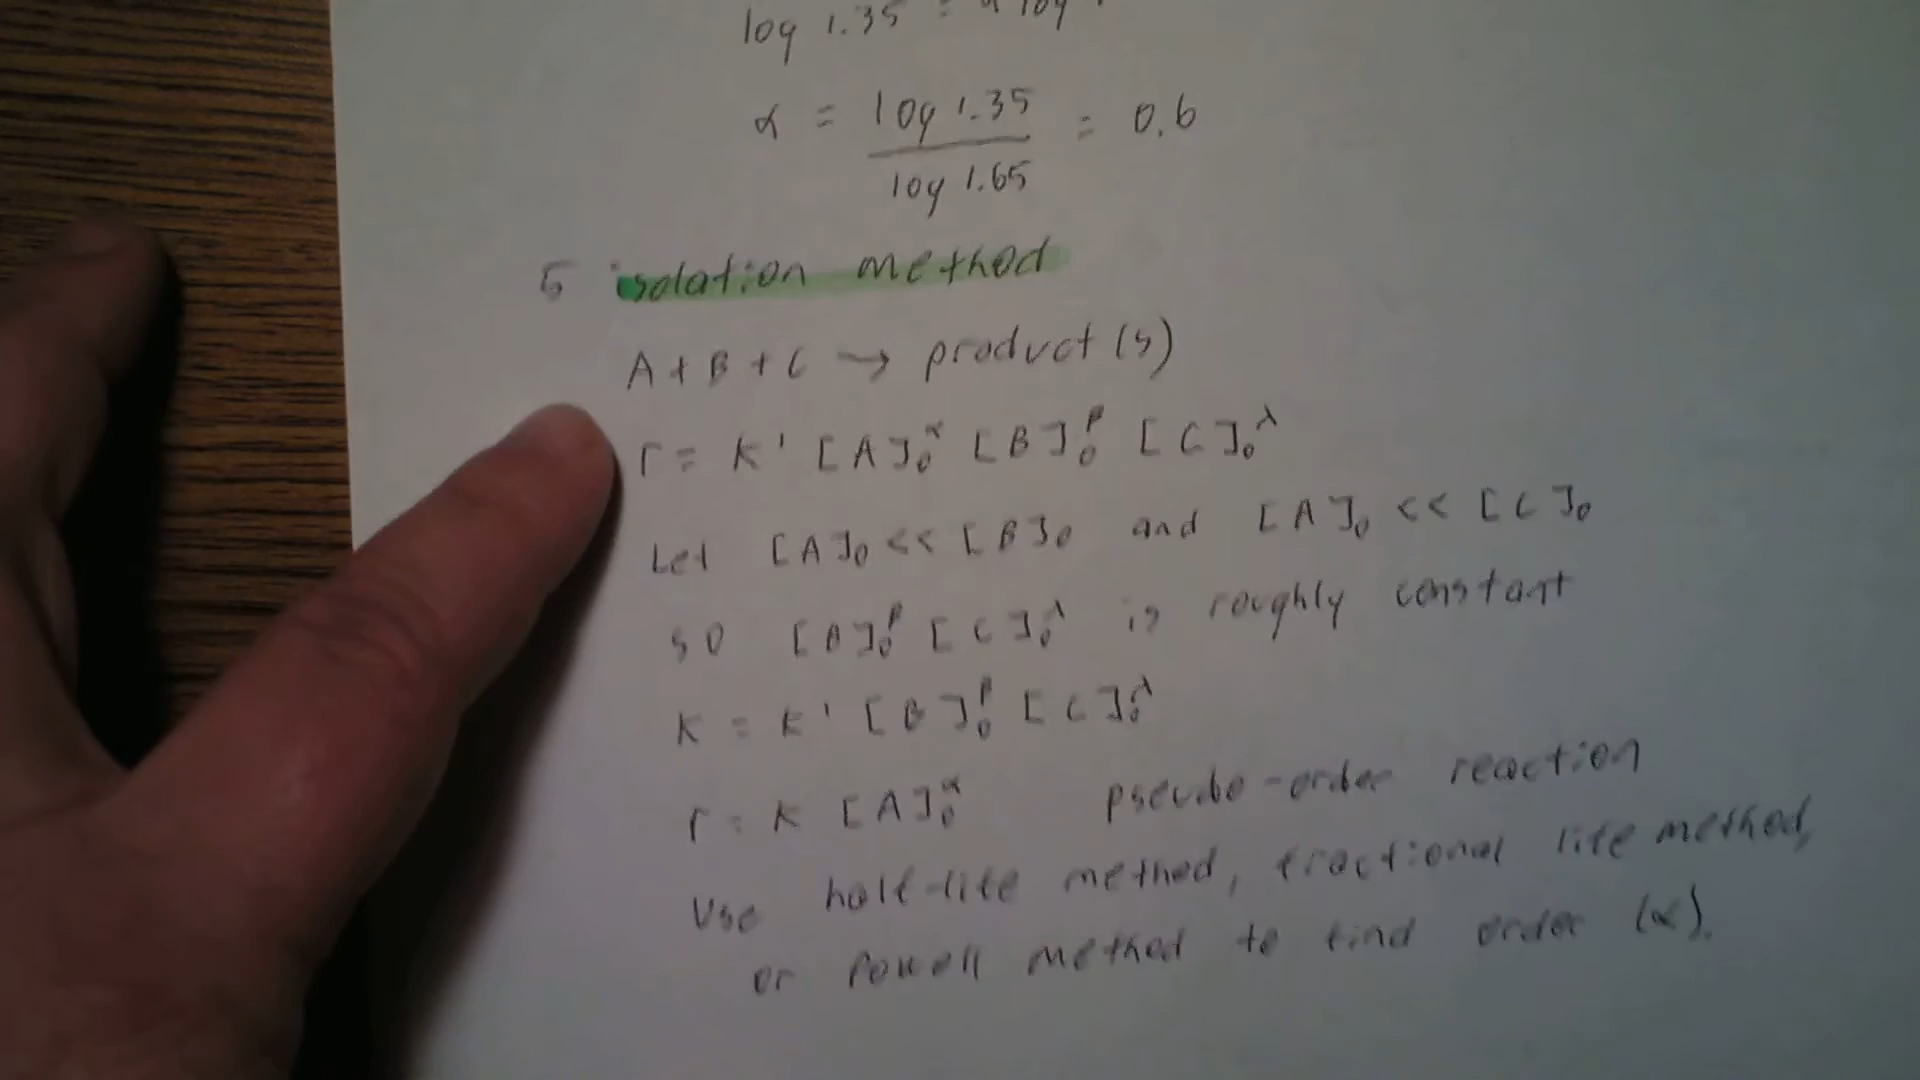 log 1.35 = α log
α = log 1.35 / log 1.65 = 0.6
5 isolation method
A + B + C → product(s)
r = k' [A]₀^α [B]₀^β [C]₀^λ
Let [A]₀ << [B]₀ and [A]₀ << [C]₀
so [B]₀^β [C]₀^λ is roughly constant
k = k' [B]₀^β [C]₀^λ
r = k [A]₀^α pseudo-order reaction
Use half-life method, fractional life method,
or Powell method to find order (α).